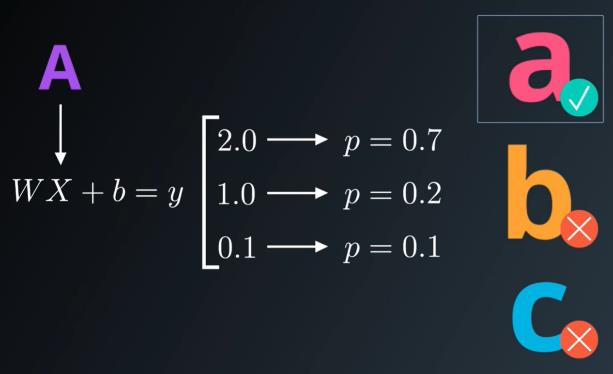 A
WX + b = y
2.0 → p = 0.7
1.0 → p = 0.2
0.1 → p = 0.1
a
b
c